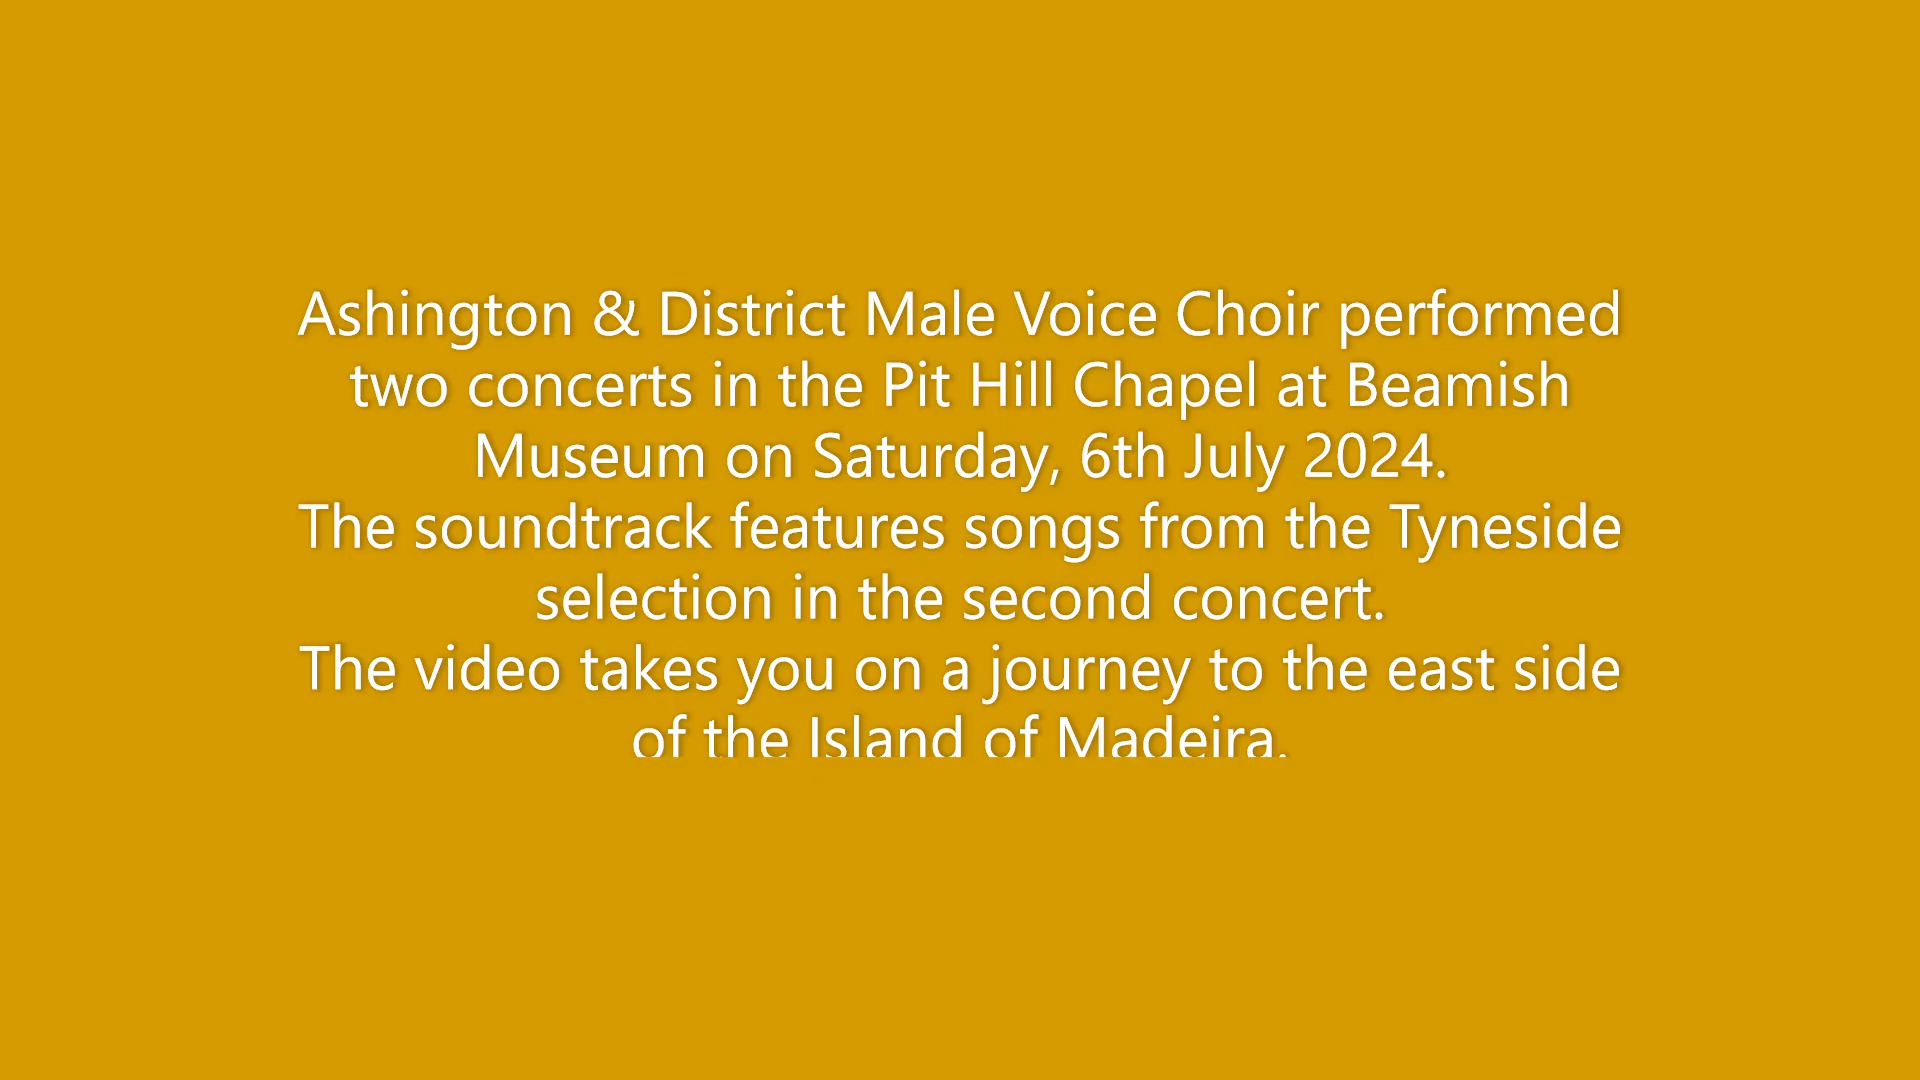 Ashington & District Male Voice Choir performed
two concerts in the Pit Hill Chapel at Beamish
Museum on Saturday, 6th July 2024.
The soundtrack features songs from the Tyneside
selection in the second concert.
The video takes you on a journey to the east side
of the Island of Madeira.